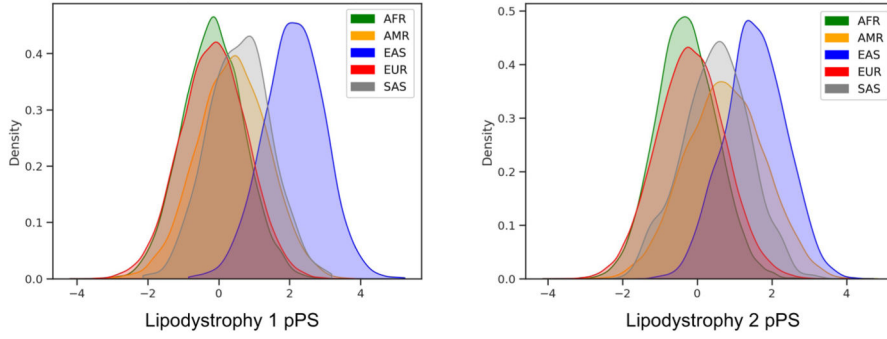 AFR
AMR
EAS
EUR
SAS
Density
0.4
0.3
0.2
0.1
0.0
−4
−2
0
2
4
Lipodystrophy 1 pPS
AFR
AMR
EAS
EUR
SAS
Density
0.5
0.4
0.3
0.2
0.1
0.0
−4
−2
0
2
4
Lipodystrophy 2 pPS